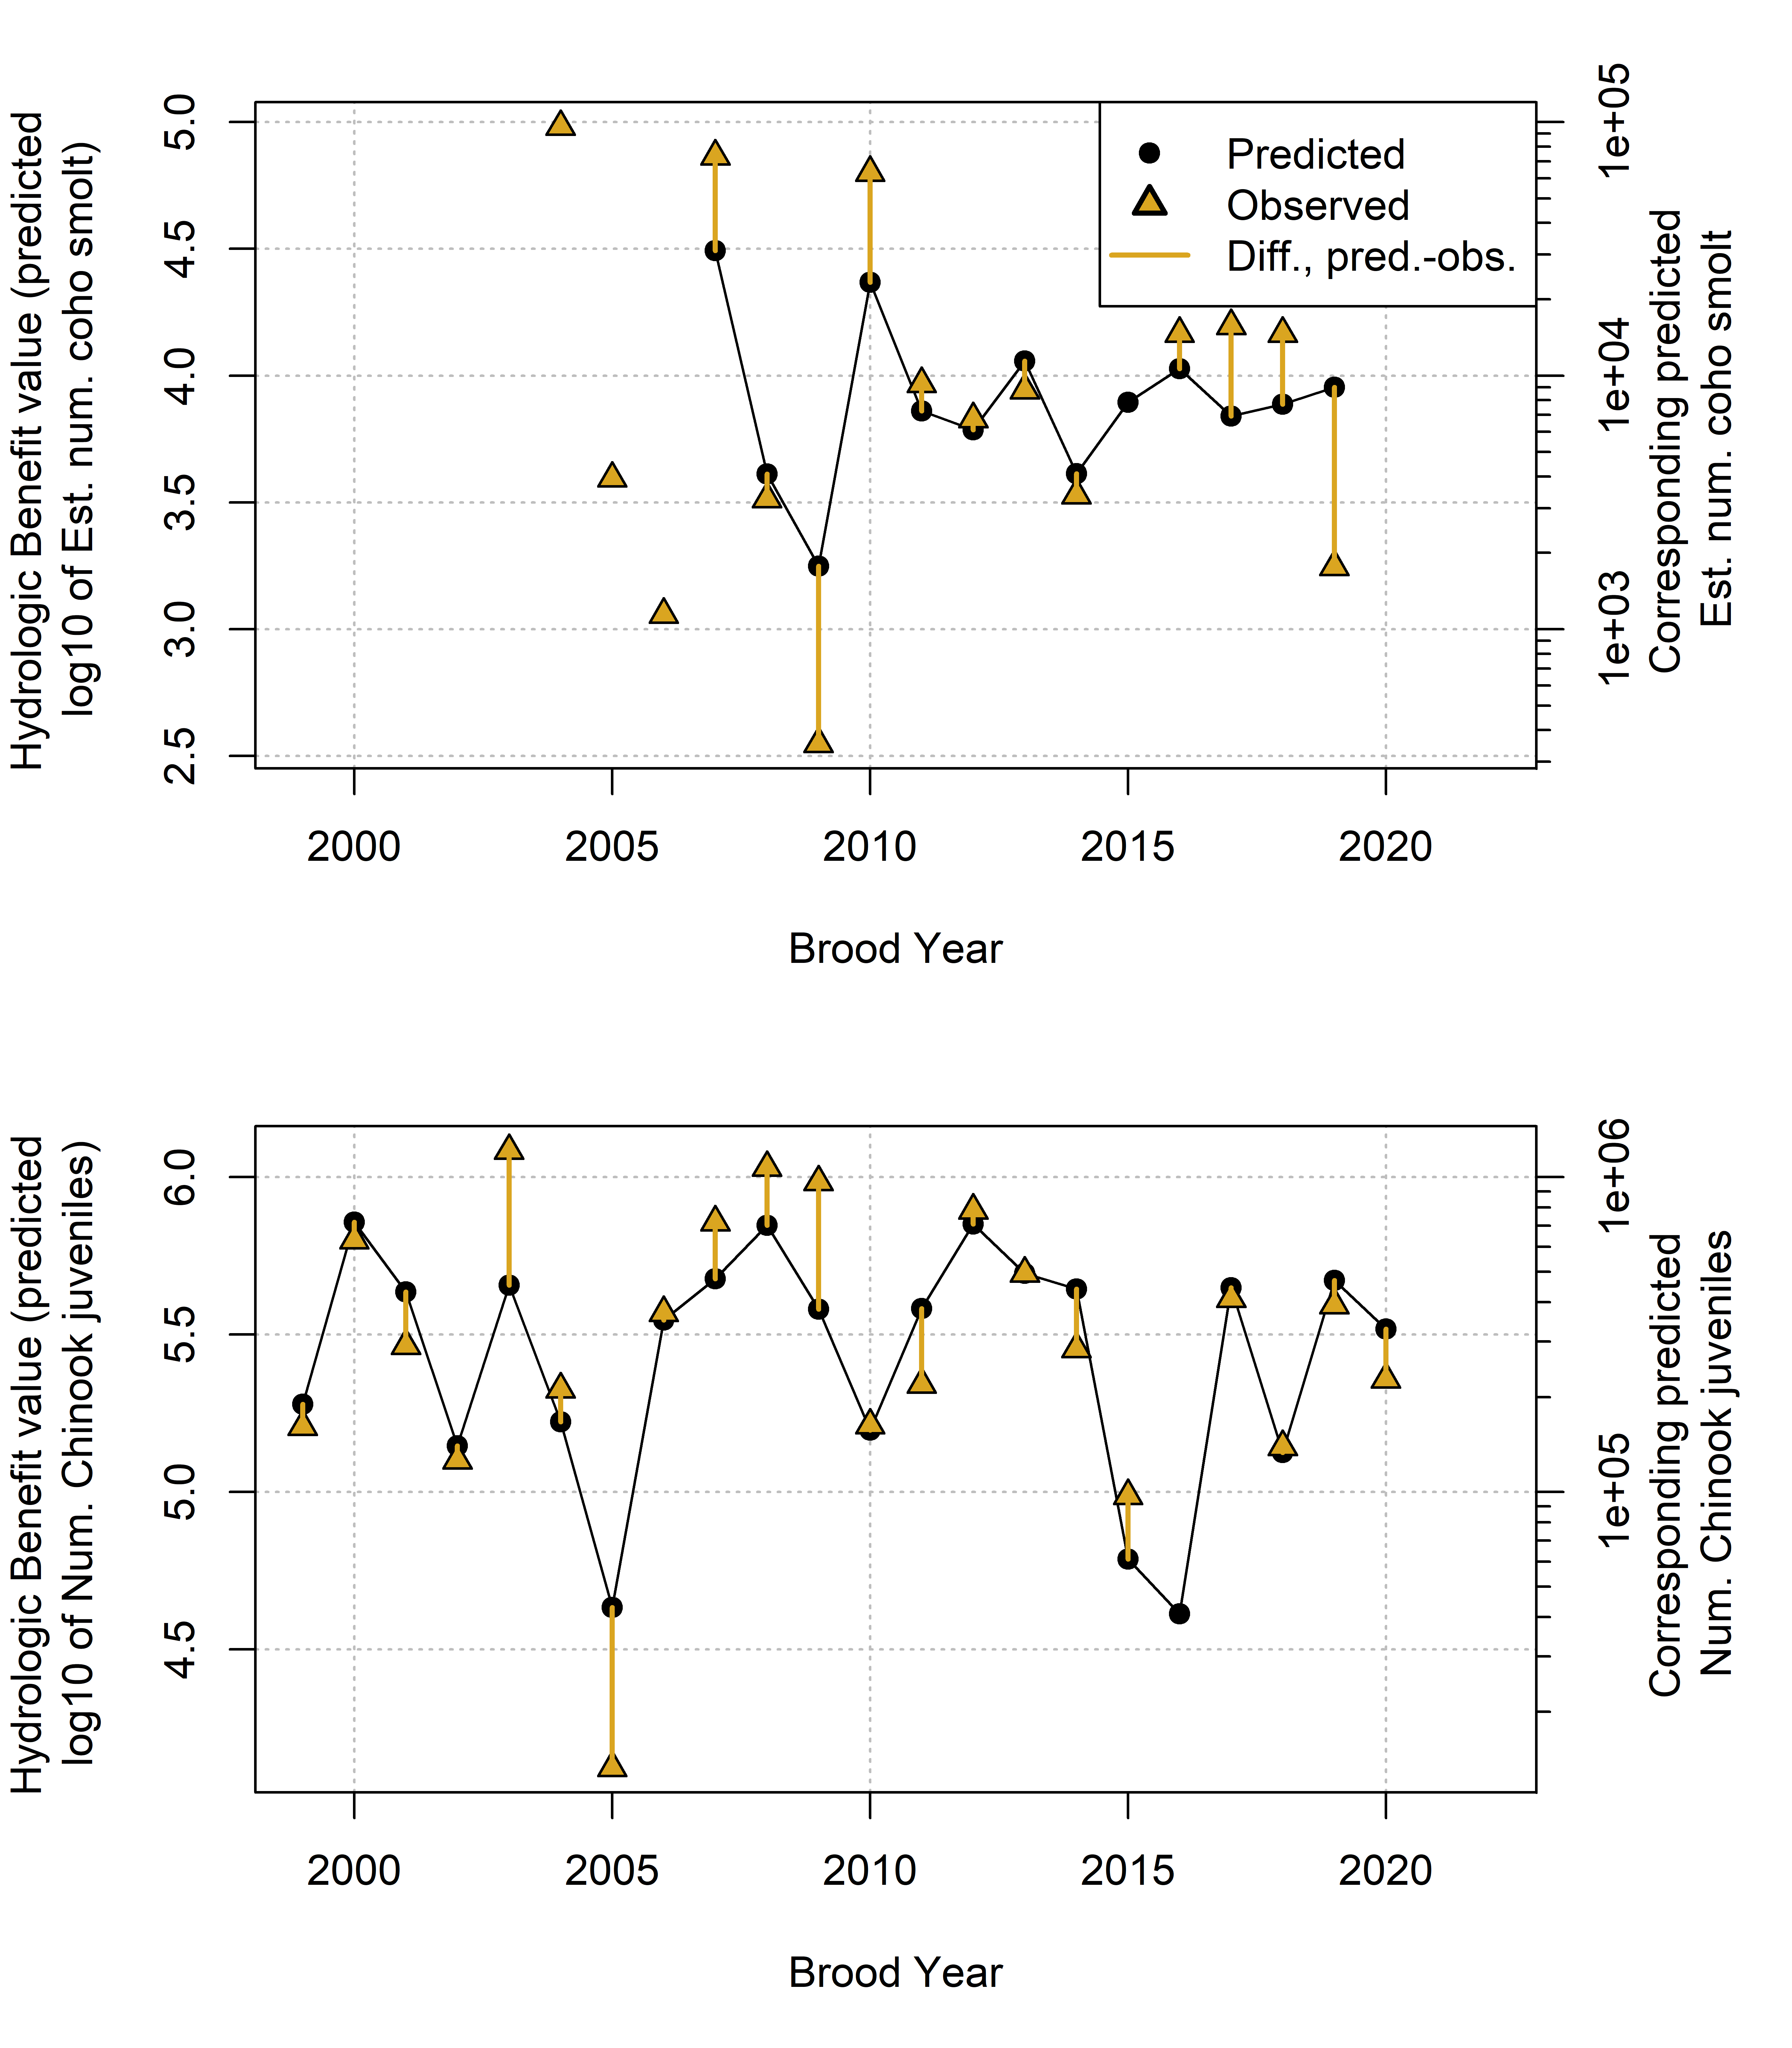 Hydrologic Benefit value (predicted
log10 of Est. num. coho smolt)
5.0
4.5
4.0
3.5
3.0
2.5
Predicted
Observed
Diff., pred.-obs.
1e+05
1e+04
1e+03
Corresponding predicted
Est. num. coho smolt
2000 2005 2010 2015 2020
Brood Year
Hydrologic Benefit value (predicted
log10 of Num. Chinook juveniles)
6.0
5.5
5.0
4.5
1e+06
1e+05
Corresponding predicted
Num. Chinook juveniles
2000 2005 2010 2015 2020
Brood Year